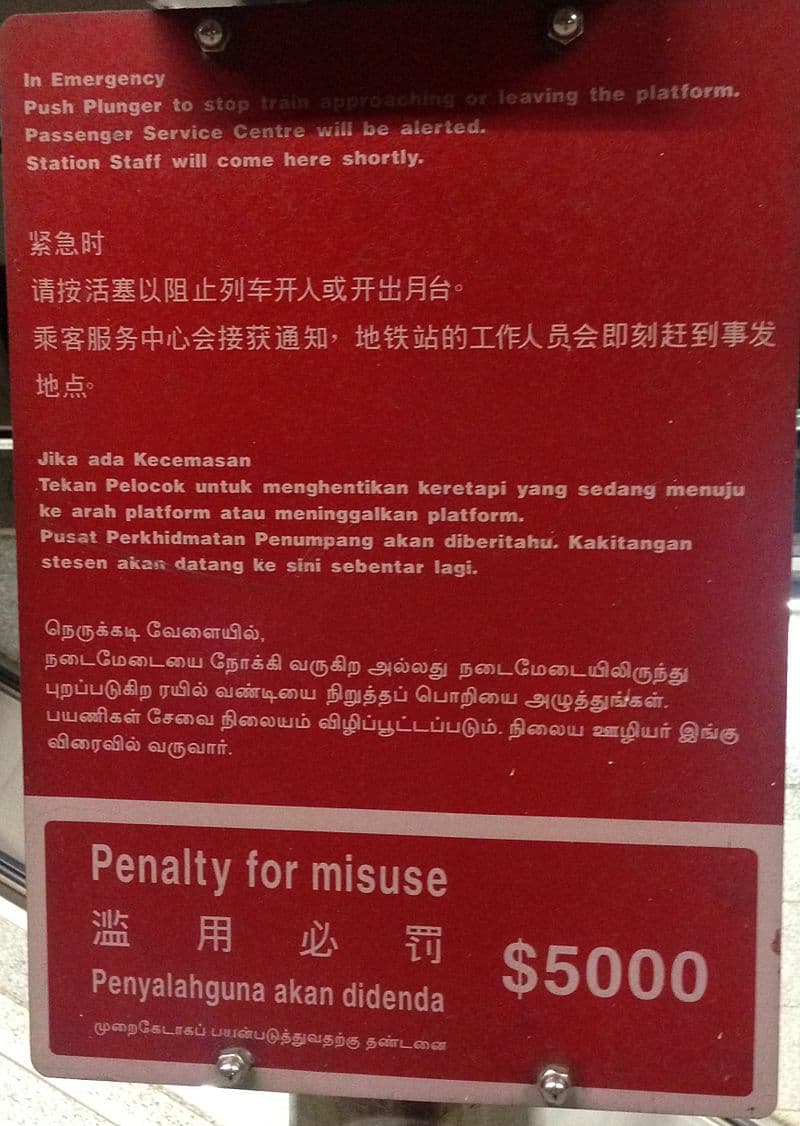 In Emergency
Push Plunger to stop train approaching or leaving the platform.
Passenger Service Centre will be alerted.
Station Staff will come here shortly.
紧急时
请按活塞以阻止列车开入或开出月台。
乘客服务中心会接获通知，地铁站的工作人员会即刻赶到事发
地点。
Jika ada Kecemasan
Tekan Pelocok untuk menghentikan keretapi yang sedang menuju
ke arah platform atau meninggalkan platform.
Pusat Perkhidmatan Penumpang akan diberitahu. Kakitangan
stesen akan datang ke sini sebentar lagi.
நெருக்கடி வேளையில்,
நடைமேடையை நோக்கி வருகிற அல்லது நடைமேடையிலிருந்து
புறப்படுகிற ரயில் வண்டியை நிறுத்தப் பொறியை அழுத்துங்கள்.
பயணிகள் சேவை நிலையம் விழிப்பூட்டப்படும். நிலைய ஊழியர் இங்கு
விரைவில் வருவார்.
Penalty for misuse
滥用必罚
Penyalahguna akan didenda
முறைகேடாகப் பயன்படுத்துவதற்கு தண்டனை
$5000